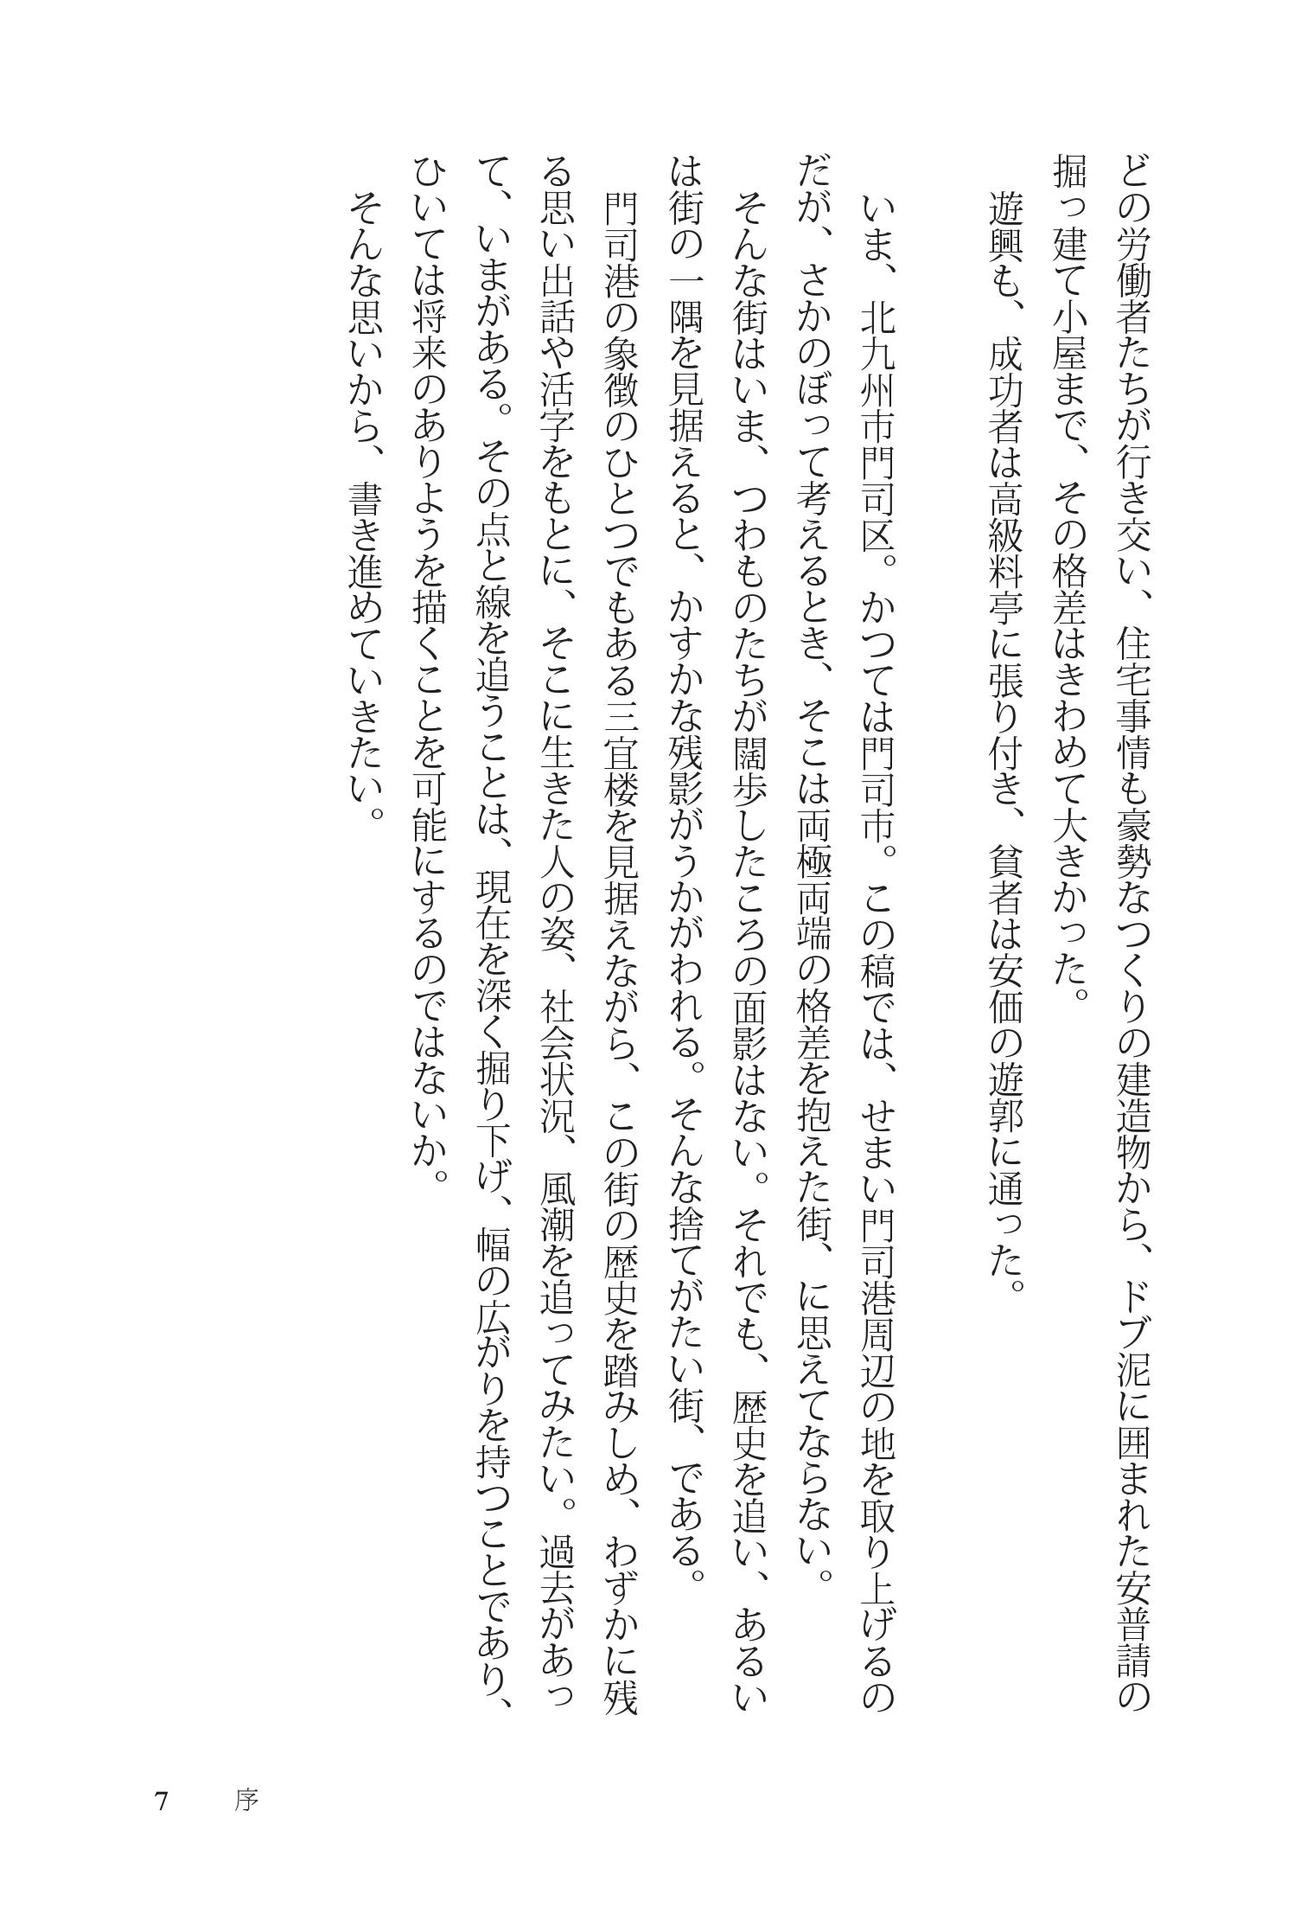 どの労働者たちが行き交い、住宅事情も豪勢なつくりの建造物から、ドブ泥に囲まれた安普請の
掘っ建て小屋まで、その格差はきわめて大きかった。
　遊興も、成功者は高級料亭に張り付き、貧者は安価の遊郭に通った。
　いま、北九州市門司区。かつては門司市。この稿では、せまい門司港周辺の地を取り上げるの
だが、さかのぼって考えるとき、そこは両極両端の格差を抱えた街、に思えてならない。
　そんな街はいま、つわものたちが闊歩したころの面影はない。それでも、歴史を追い、あるい
は街の一隅を見据えると、かすかな残影がうかがわれる。そんな捨てがたい街、である。
　門司港の象徴のひとつでもある三宜楼を見据えながら、この街の歴史を踏みしめ、わずかに残
る思い出話や活字をもとに、そこに生きた人の姿、社会状況、風潮を追ってみたい。過去があっ
て、いまがある。その点と線を追うことは、現在を深く掘り下げ、幅の広がりを持つことであり、
ひいては将来のありようを描くことを可能にするのではないか。
　そんな思いから、書き進めていきたい。
7　序